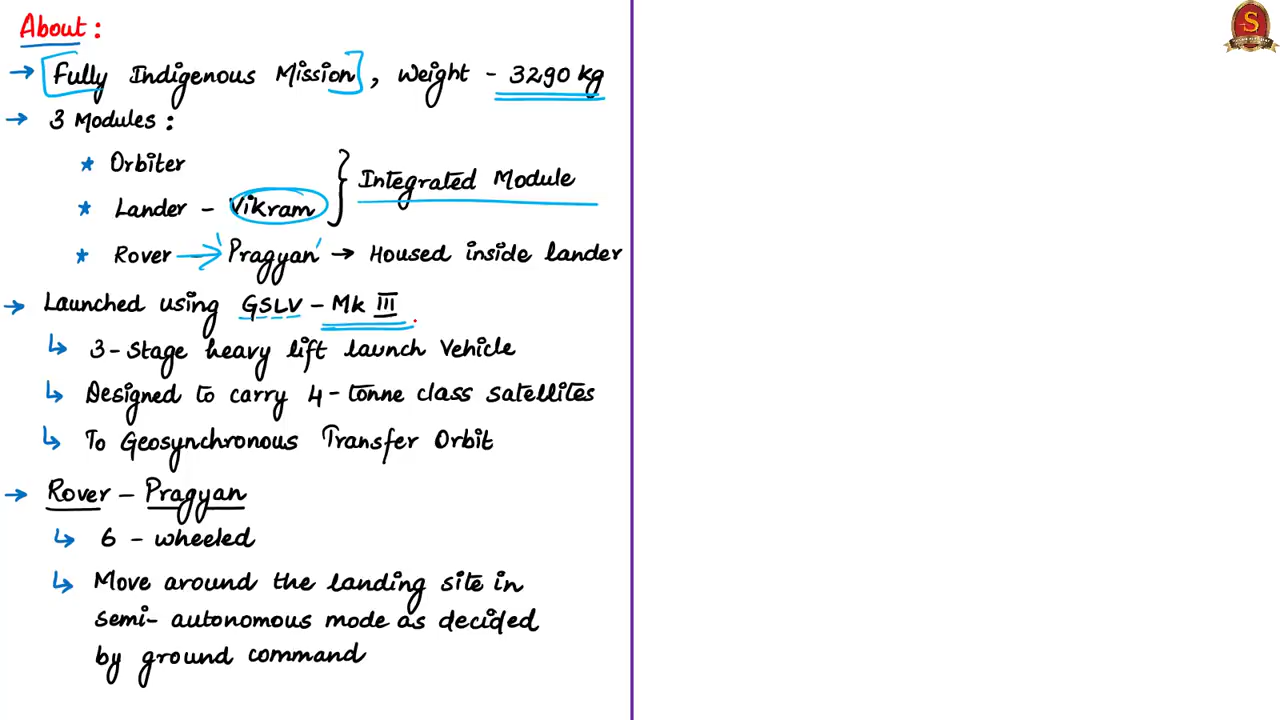 About :
→ Fully Indigenous Mission, Weight - 3290 kg
→ 3 Modules :
* Orbiter
* Lander - Vikram } Integrated Module
* Rover → 'Pragyan' → Housed inside lander
→ Launched using GSLV - Mk III
↳ 3-Stage heavy lift launch Vehicle
↳ Designed to carry 4-tonne class satellites
↳ To Geosynchronous Transfer Orbit
→ Rover - Pragyan
↳ 6 - wheeled
↳ Move around the landing site in
semi-autonomous mode as decided
by ground command
S